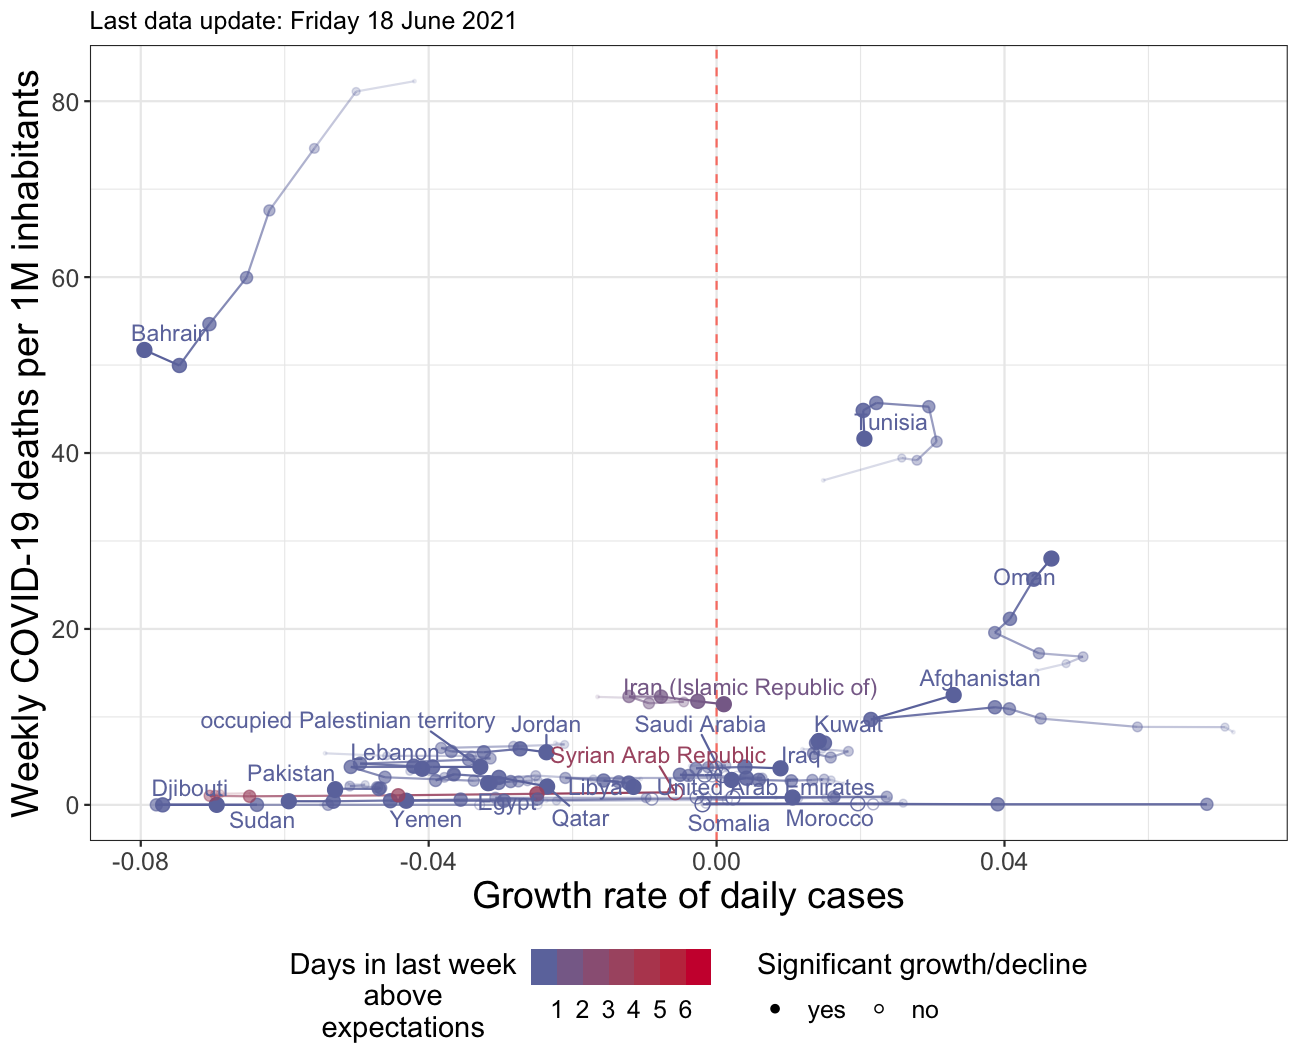 Last data update: Friday 18 June 2021
Weekly COVID-19 deaths per 1M inhabitants
80
60
40
20
0
Bahrain
Tunisia
Oman
Afghanistan
Iran (Islamic Republic of)
occupied Palestinian territory
Jordan
Saudi Arabia
Kuwait
Lebanon
Syrian Arab Republic
Iraq
Pakistan
Djibouti
Libya
United Arab Emirates
Egypt
Sudan
Yemen
Qatar
Somalia
Morocco
-0.08
-0.04
0.00
0.04
Growth rate of daily cases
Days in last week
above
expectations
1 2 3 4 5 6
Significant growth/decline
yes
no